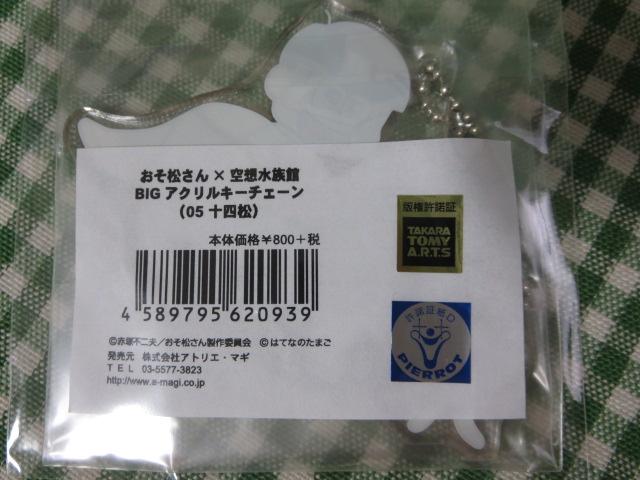 おそ松さん × 空想水族館
BIG アクリルキーチェーン
（05 十四松）
本体価格￥800＋税
4 589795 620939
©赤塚不二夫／おそ松さん製作委員会 ©はてなのたまご
発売元 株式会社アトリエ・マギ
TEL 03-5577-3823
http://www.a-magi.co.jp
版権許諾証
TAKARA
TOMY
A.R.T.S
許諾証紙
PIERROT